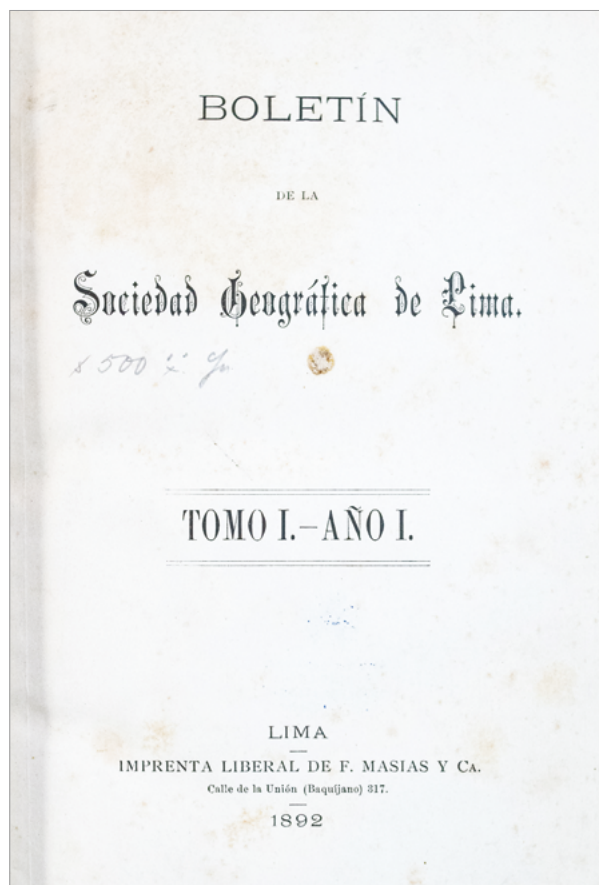 BOLETÍN
DE LA
Sociedad Geográfica de Lima.
$ 500
TOMO I.—AÑO I.
LIMA
IMPRENTA LIBERAL DE F. MASIAS Y CA.
Calle de la Unión (Baquíjano) 317.
1892